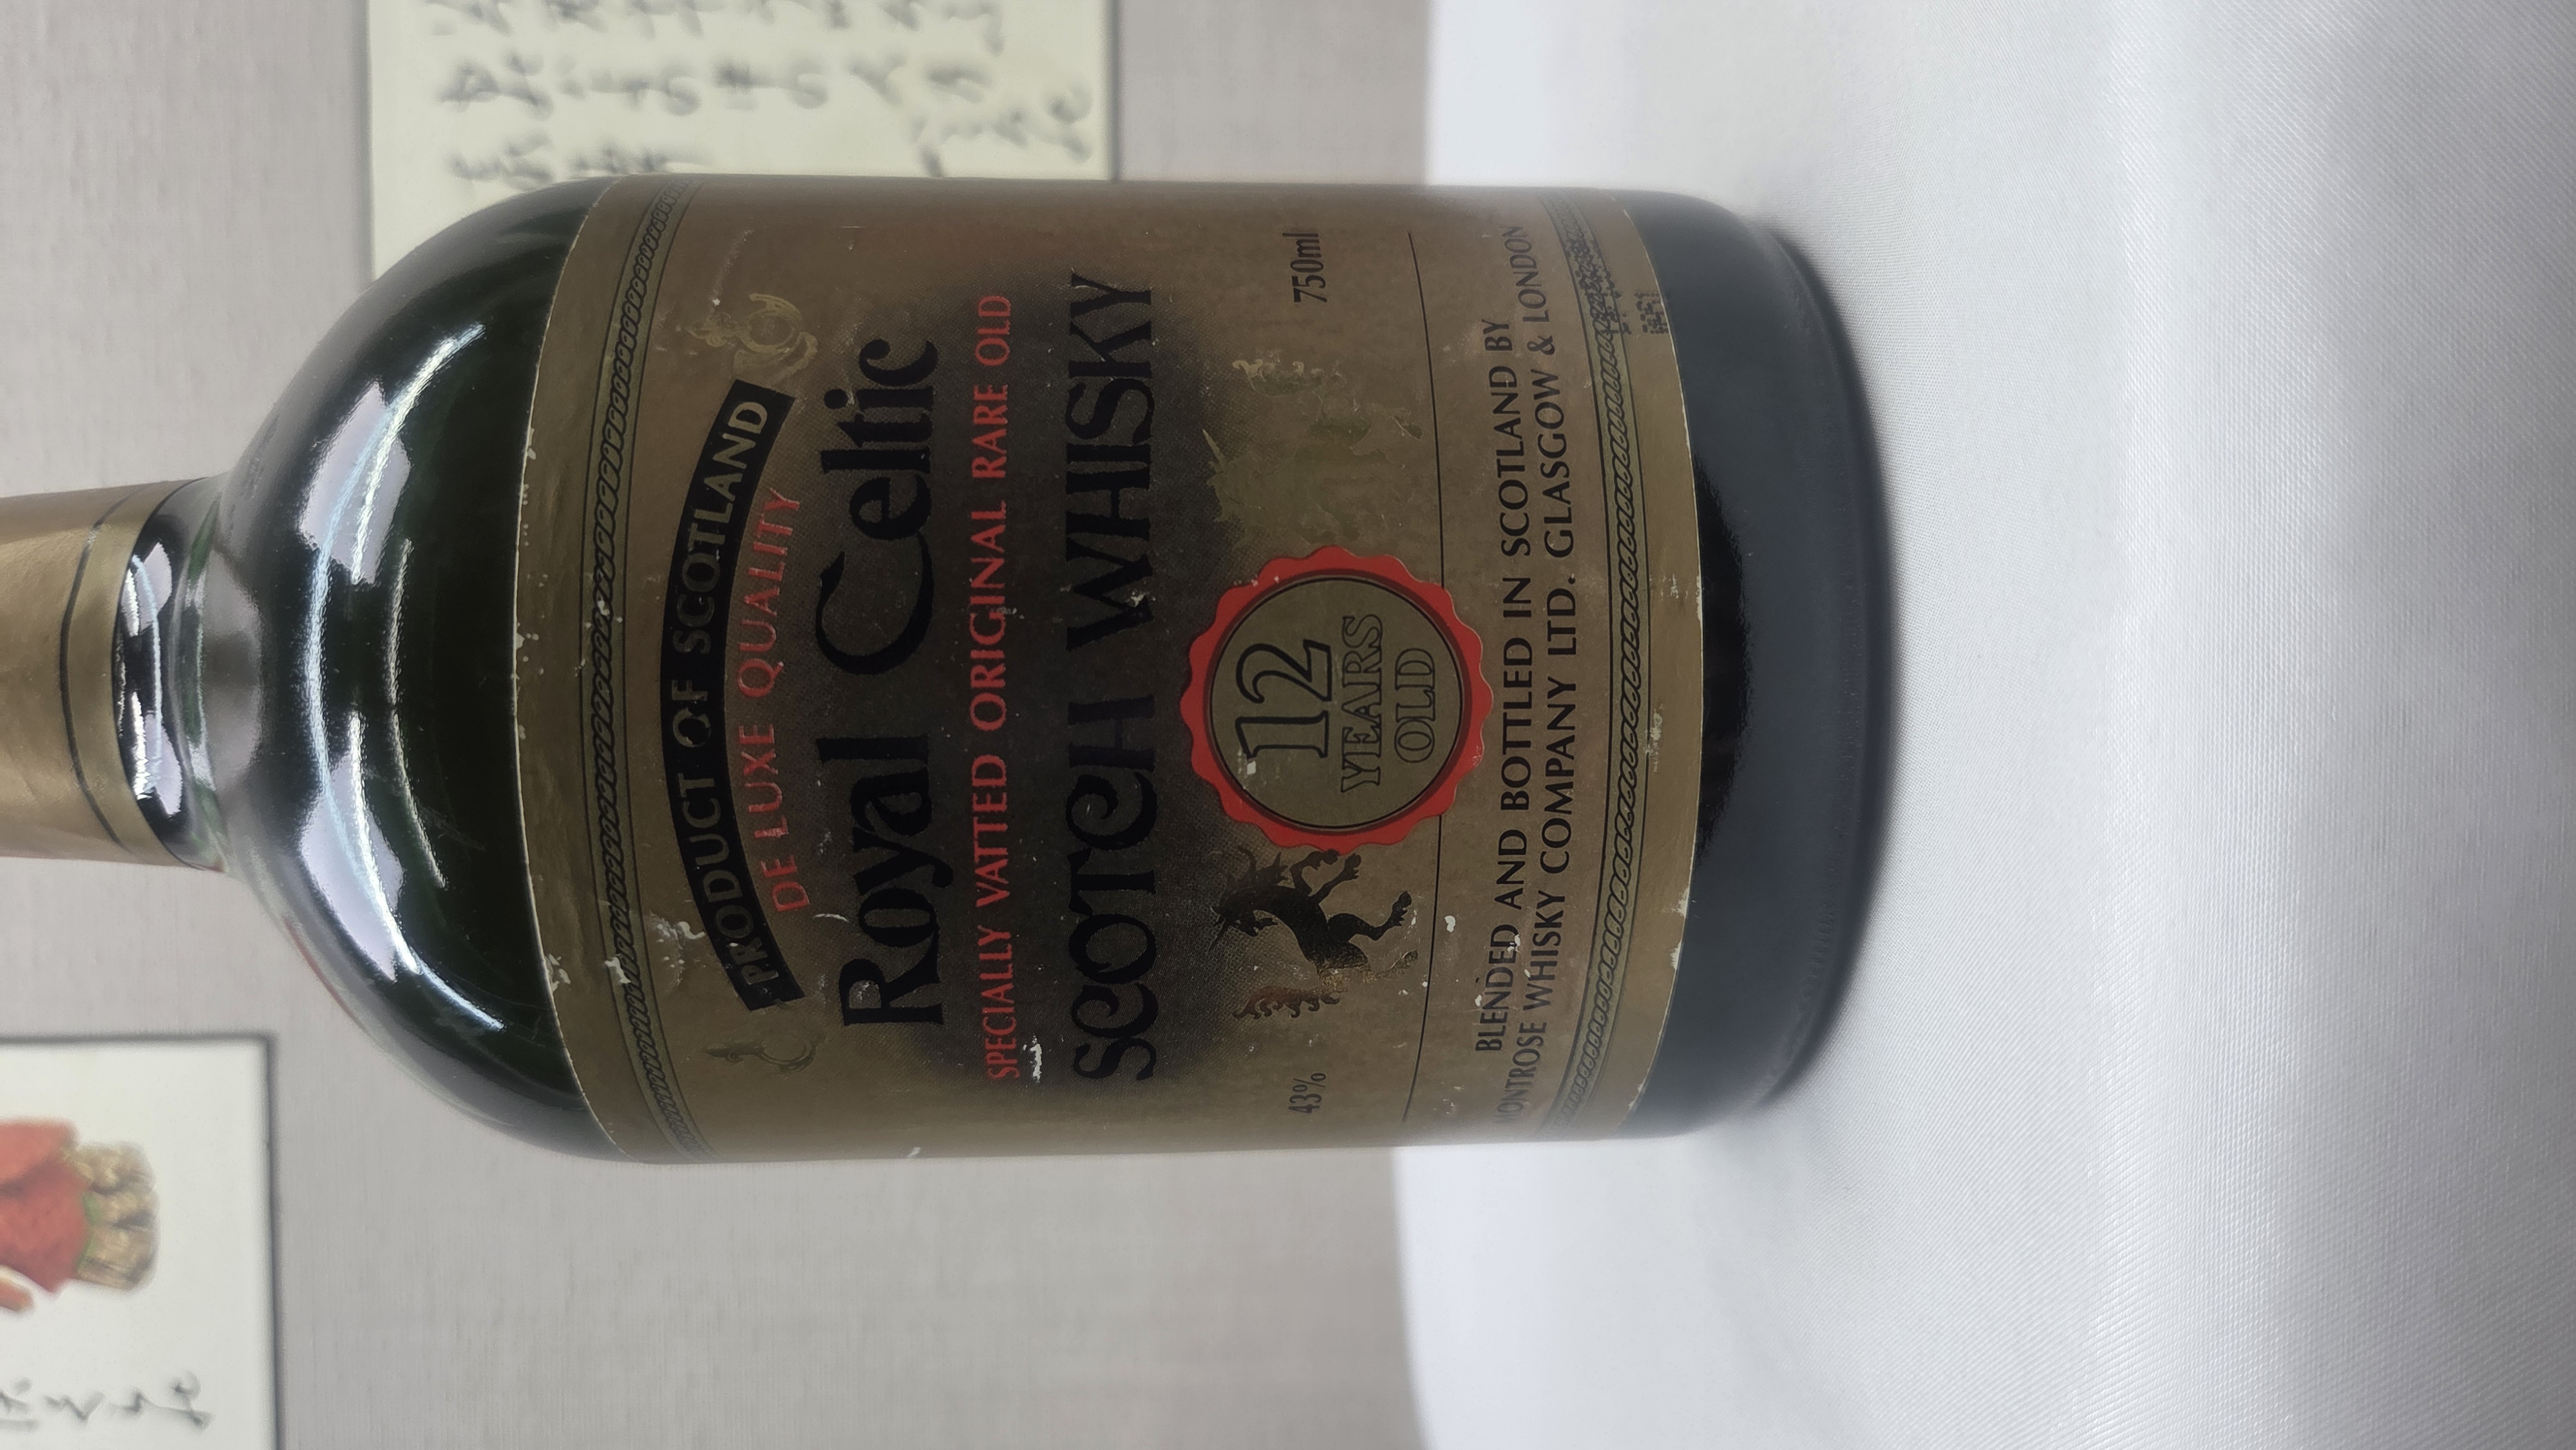 PRODUCT OF SCOTLAND
DE LUXE QUALITY
Royal Celtic
SPECIALLY VATTED ORIGINAL RARE OLD
SCOTCH WHISKY
43%
12
YEARS
OLD
750ml
BLENDED AND BOTTLED IN SCOTLAND BY
MONTROSE WHISKY COMPANY LTD. GLASGOW & LONDON